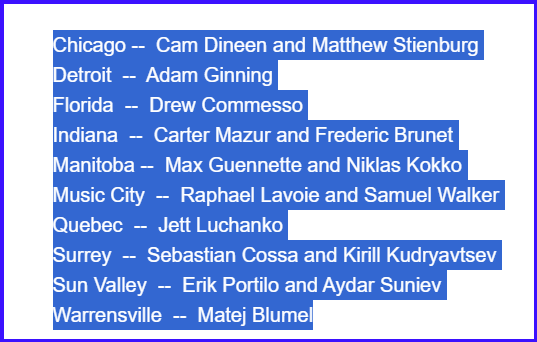 Chicago --  Cam Dineen and Matthew Stienburg
Detroit  --  Adam Ginning
Florida  --  Drew Commesso
Indiana  --  Carter Mazur and Frederic Brunet
Manitoba --  Max Guennette and Niklas Kokko
Music City  --  Raphael Lavoie and Samuel Walker
Quebec  --  Jett Luchanko
Surrey  --  Sebastian Cossa and Kirill Kudryavtsev
Sun Valley  --  Erik Portilo and Aydar Suniev
Warrensville  --  Matej Blumel